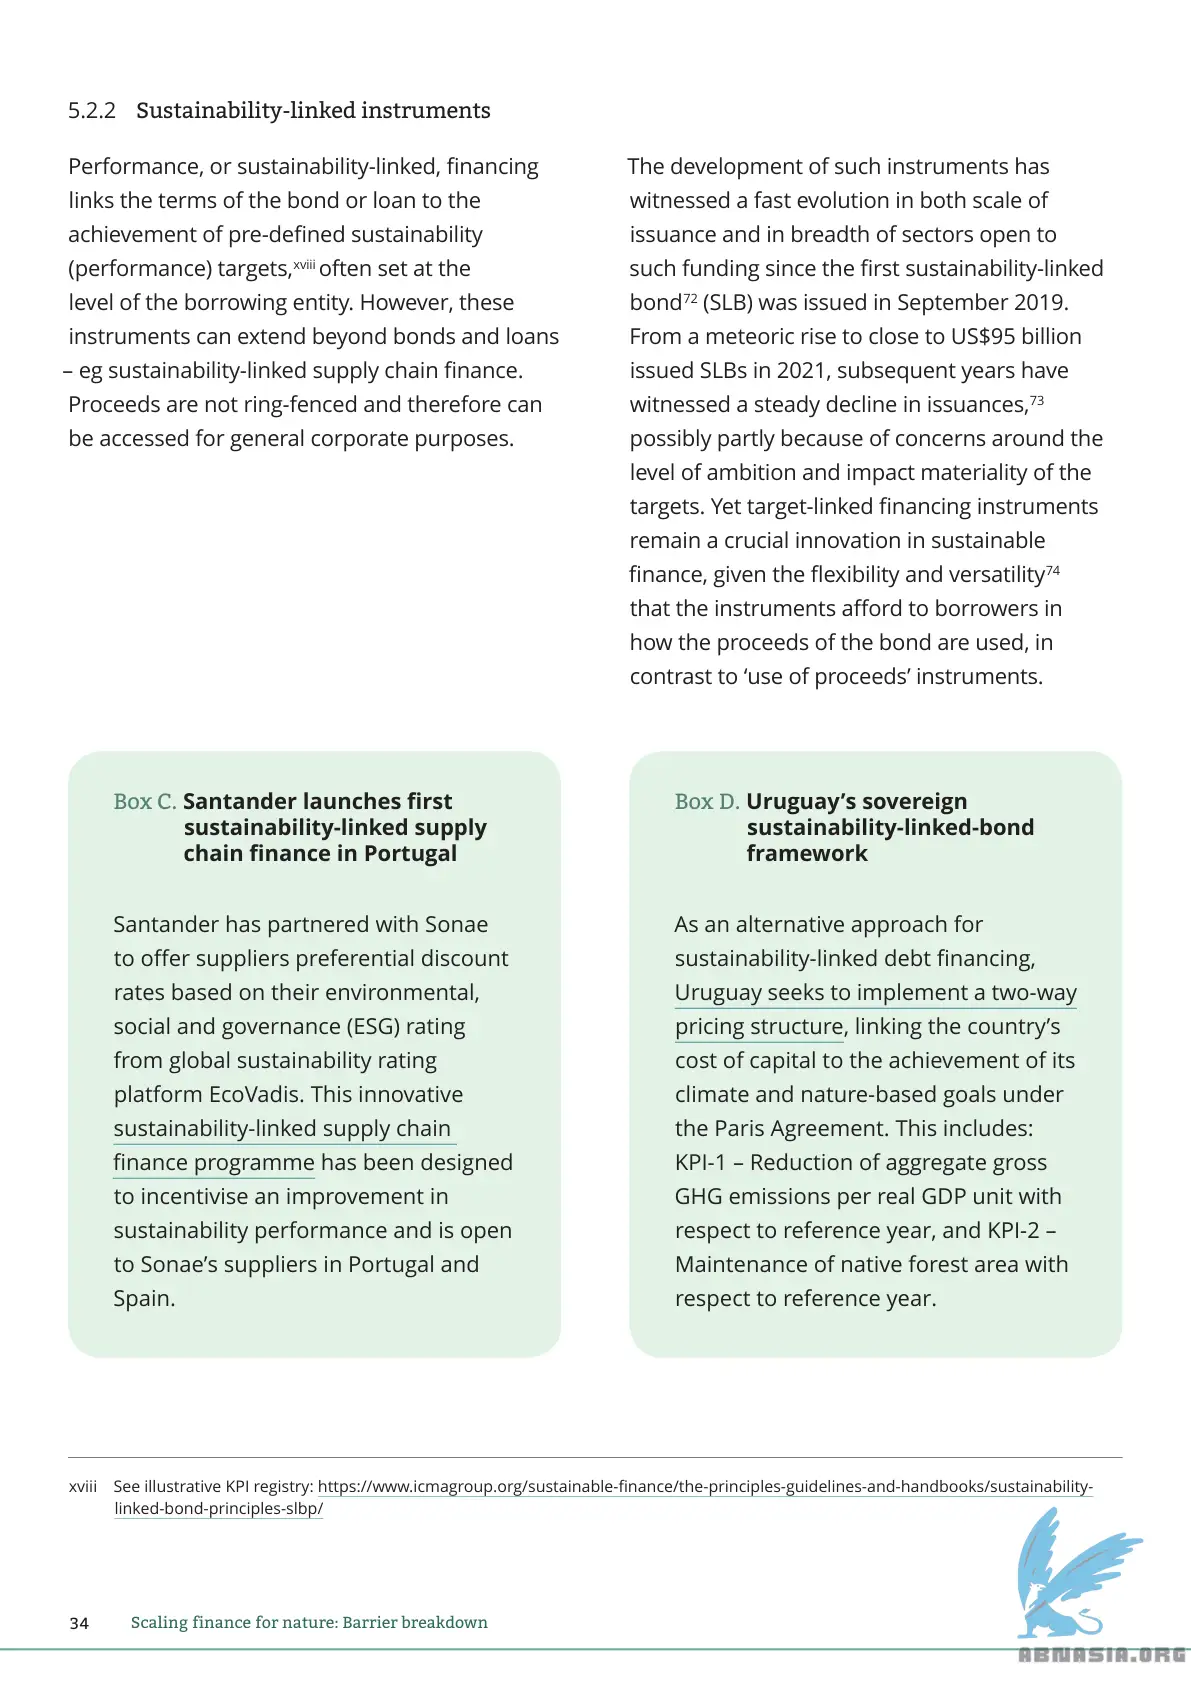 5.2.2 Sustainability-linked instruments
Performance, or sustainability-linked, financing
links the terms of the bond or loan to the
achievement of pre-defined sustainability
(performance) targets,xviii often set at the
level of the borrowing entity. However, these
instruments can extend beyond bonds and loans
– eg sustainability-linked supply chain finance.
Proceeds are not ring-fenced and therefore can
be accessed for general corporate purposes.
The development of such instruments has
witnessed a fast evolution in both scale of
issuance and in breadth of sectors open to
such funding since the first sustainability-linked
bond72 (SLB) was issued in September 2019.
From a meteoric rise to close to US$95 billion
issued SLBs in 2021, subsequent years have
witnessed a steady decline in issuances,73
possibly partly because of concerns around the
level of ambition and impact materiality of the
targets. Yet target-linked financing instruments
remain a crucial innovation in sustainable
finance, given the flexibility and versatility74
that the instruments afford to borrowers in
how the proceeds of the bond are used, in
contrast to ‘use of proceeds’ instruments.
Box C. Santander launches first
sustainability-linked supply
chain finance in Portugal
Santander has partnered with Sonae
to offer suppliers preferential discount
rates based on their environmental,
social and governance (ESG) rating
from global sustainability rating
platform EcoVadis. This innovative
sustainability-linked supply chain
finance programme has been designed
to incentivise an improvement in
sustainability performance and is open
to Sonae’s suppliers in Portugal and
Spain.
Box D. Uruguay’s sovereign
sustainability-linked-bond
framework
As an alternative approach for
sustainability-linked debt financing,
Uruguay seeks to implement a two-way
pricing structure, linking the country’s
cost of capital to the achievement of its
climate and nature-based goals under
the Paris Agreement. This includes:
KPI-1 – Reduction of aggregate gross
GHG emissions per real GDP unit with
respect to reference year, and KPI-2 –
Maintenance of native forest area with
respect to reference year.
xviii See illustrative KPI registry: https://www.icmagroup.org/sustainable-finance/the-principles-guidelines-and-handbooks/sustainability-
linked-bond-principles-slbp/
34 Scaling finance for nature: Barrier breakdown
ABNASIA.ORG